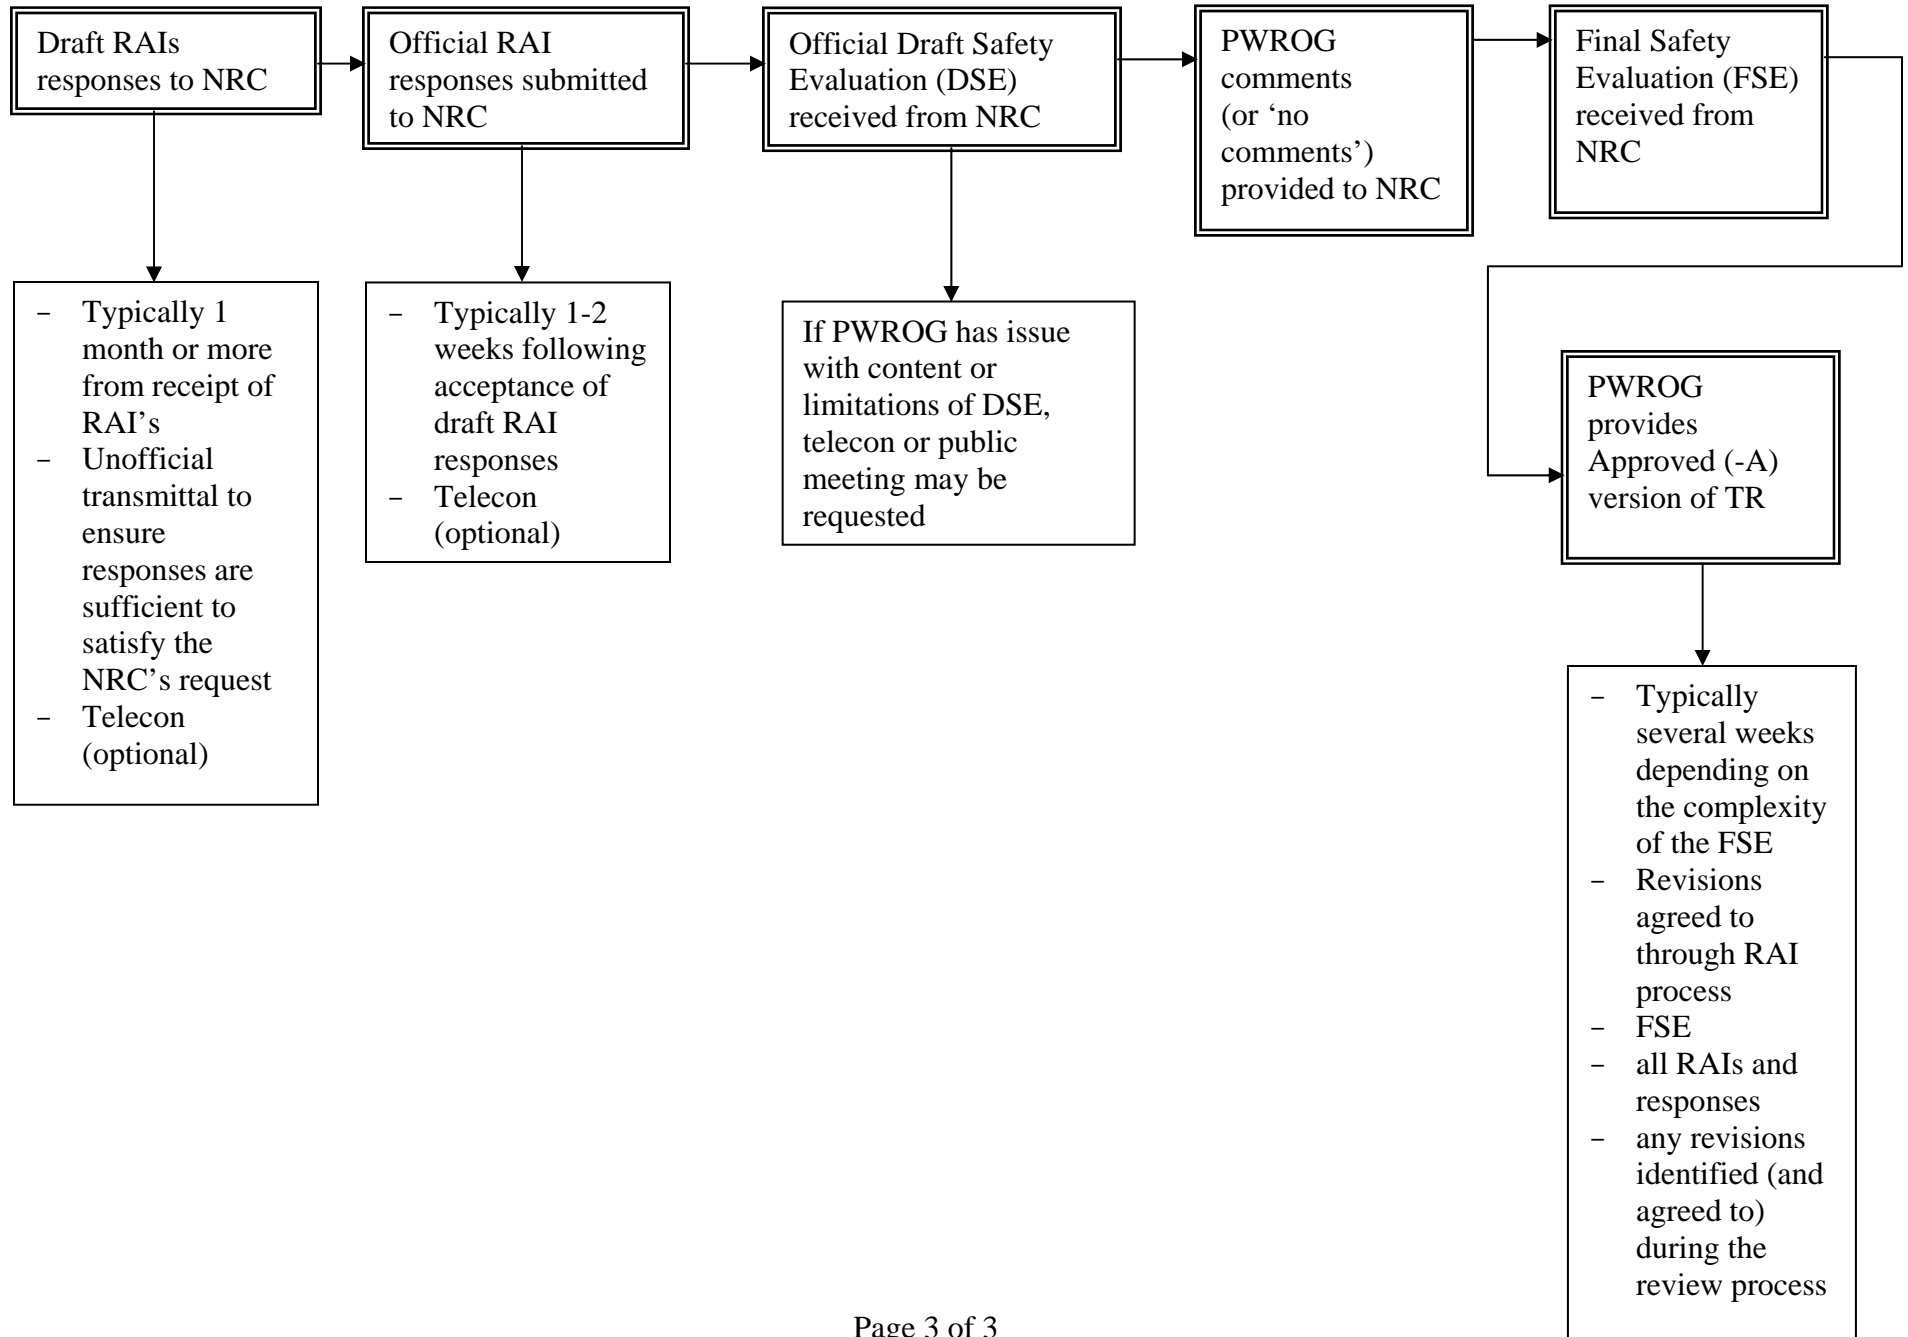 Draft RAIs
responses to NRC
Official RAI
responses submitted
to NRC
Official Draft Safety
Evaluation (DSE)
received from NRC
PWROG
comments
(or ‘no
comments’)
provided to NRC
Final Safety
Evaluation (FSE)
received from
NRC
– Typically 1
month or more
from receipt of
RAI’s
– Unofficial
transmittal to
ensure
responses are
sufficient to
satisfy the
NRC’s request
– Telecon
(optional)
– Typically 1-2
weeks following
acceptance of
draft RAI
responses
– Telecon
(optional)
If PWROG has issue
with content or
limitations of DSE,
telecon or public
meeting may be
requested
PWROG
provides
Approved (-A)
version of TR
– Typically
several weeks
depending on
the complexity
of the FSE
– Revisions
agreed to
through RAI
process
– FSE
– all RAIs and
responses
– any revisions
identified (and
agreed to)
during the
review process
Page 3 of 3